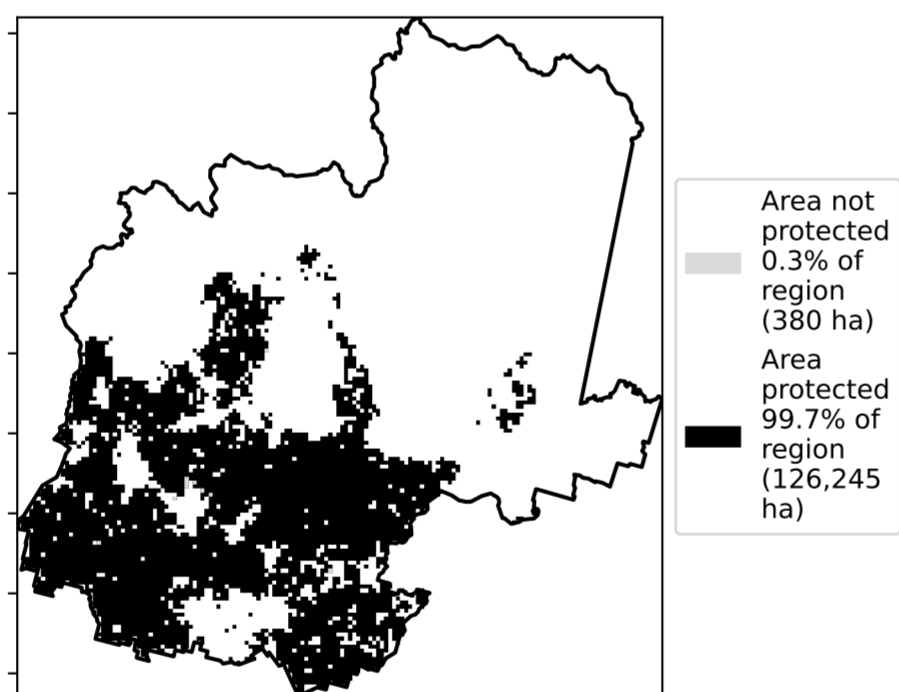 Area not
protected
0.3% of
region
(380 ha)
Area
protected
99.7% of
region
(126,245
ha)